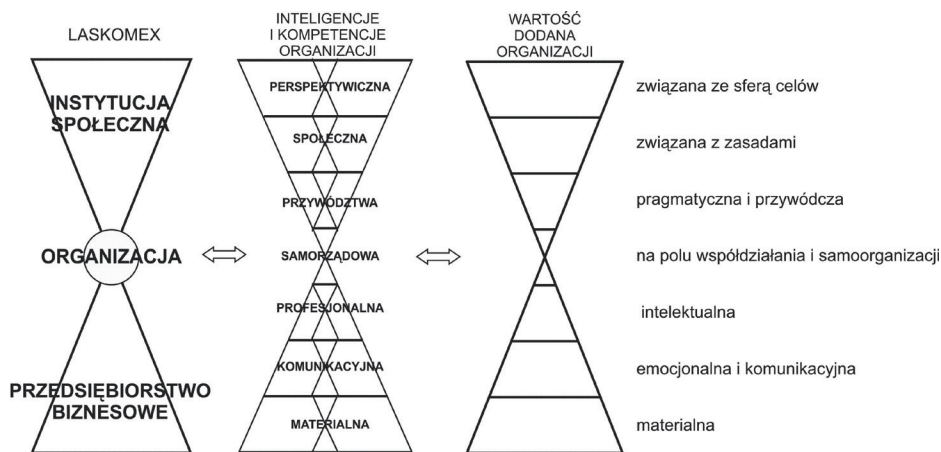 LASKOMEX
INSTYTUCJA
SPOŁECZNA
ORGANIZACJA
PRZEDSIĘBIORSTWO
BIZNESOWE
INTELIGENCJE
I KOMPETENCJE
ORGANIZACJI
PERSPEKTYWICZNA
SPOŁECZNA
PRZYWÓDZTWA
SAMORZĄDOWA
PROFESJONALNA
KOMUNIKACYJNA
MATERIALNA
WARTOŚĆ
DODANA
ORGANIZACJI
związana ze sferą celów
związana z zasadami
pragmatyczna i przywódcza
na polu współdziałania i samoorganizacji
intelektualna
emocjonalna i komunikacyjna
materialna